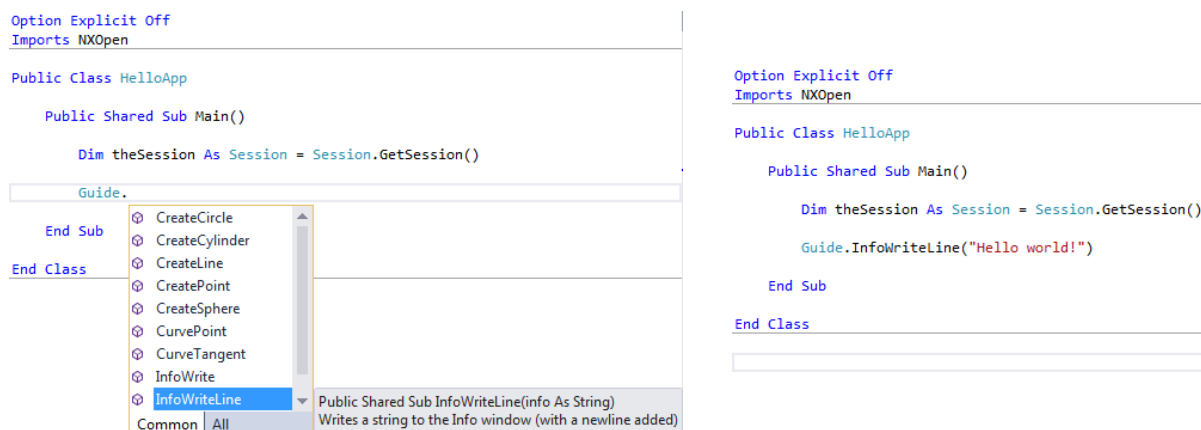 Option Explicit Off
Imports NXOpen
Public Class HelloApp
Public Shared Sub Main()
Dim theSession As Session = Session.GetSession()
Guide.
CreateCircle
CreateCylinder
CreateLine
CreatePoint
CreateSphere
CurvePoint
CurveTangent
InfoWrite
InfoWriteLine
Common All
Public Shared Sub InfoWriteLine(info As String)
Writes a string to the Info window (with a newline added)
End Sub
End Class
Option Explicit Off
Imports NXOpen
Public Class HelloApp
Public Shared Sub Main()
Dim theSession As Session = Session.GetSession()
Guide.InfoWriteLine("Hello world!")
End Sub
End Class